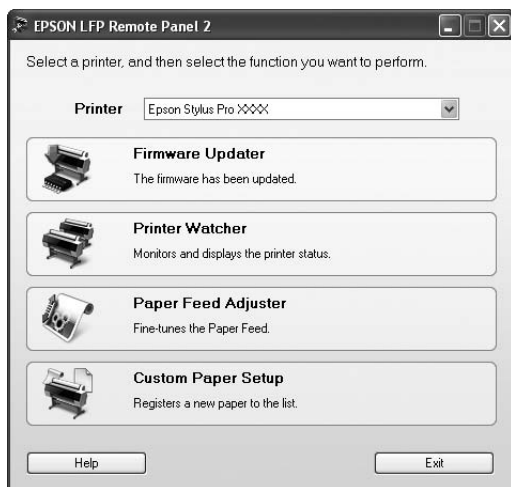 EPSON LFP Remote Panel 2
Select a printer, and then select the function you want to perform.
Printer
Epson Stylus Pro XXXX
Firmware Updater
The firmware has been updated.
Printer Watcher
Monitors and displays the printer status.
Paper Feed Adjuster
Fine-tunes the Paper Feed.
Custom Paper Setup
Registers a new paper to the list.
Help
Exit